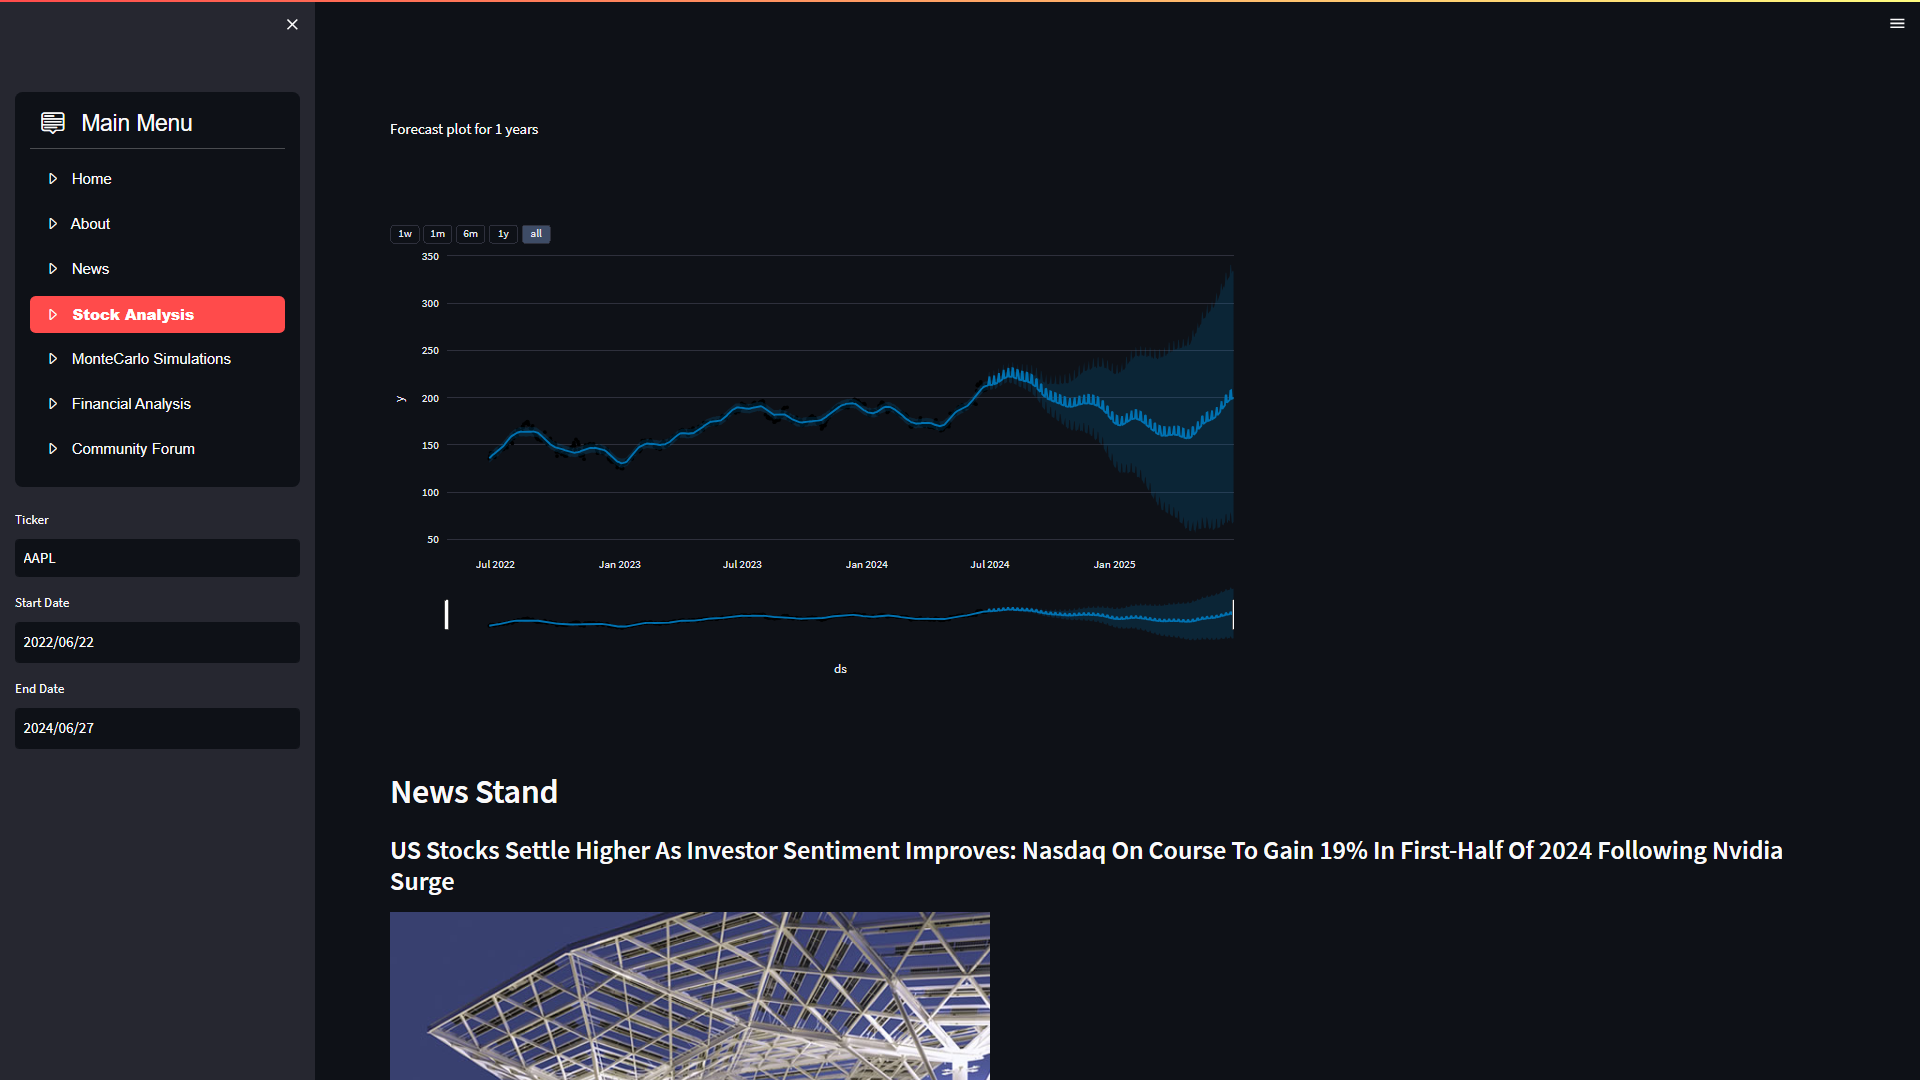 Main Menu
Home
About
News
Stock Analysis
MonteCarlo Simulations
Financial Analysis
Community Forum
Ticker
AAPL
Start Date
2022/06/22
End Date
2024/06/27
Forecast plot for 1 years
1w 1m 6m 1y all
350
300
250
200
150
100
50
y
Jul 2022 Jan 2023 Jul 2023 Jan 2024 Jul 2024 Jan 2025
ds
News Stand
US Stocks Settle Higher As Investor Sentiment Improves: Nasdaq On Course To Gain 19% In First-Half Of 2024 Following Nvidia
Surge